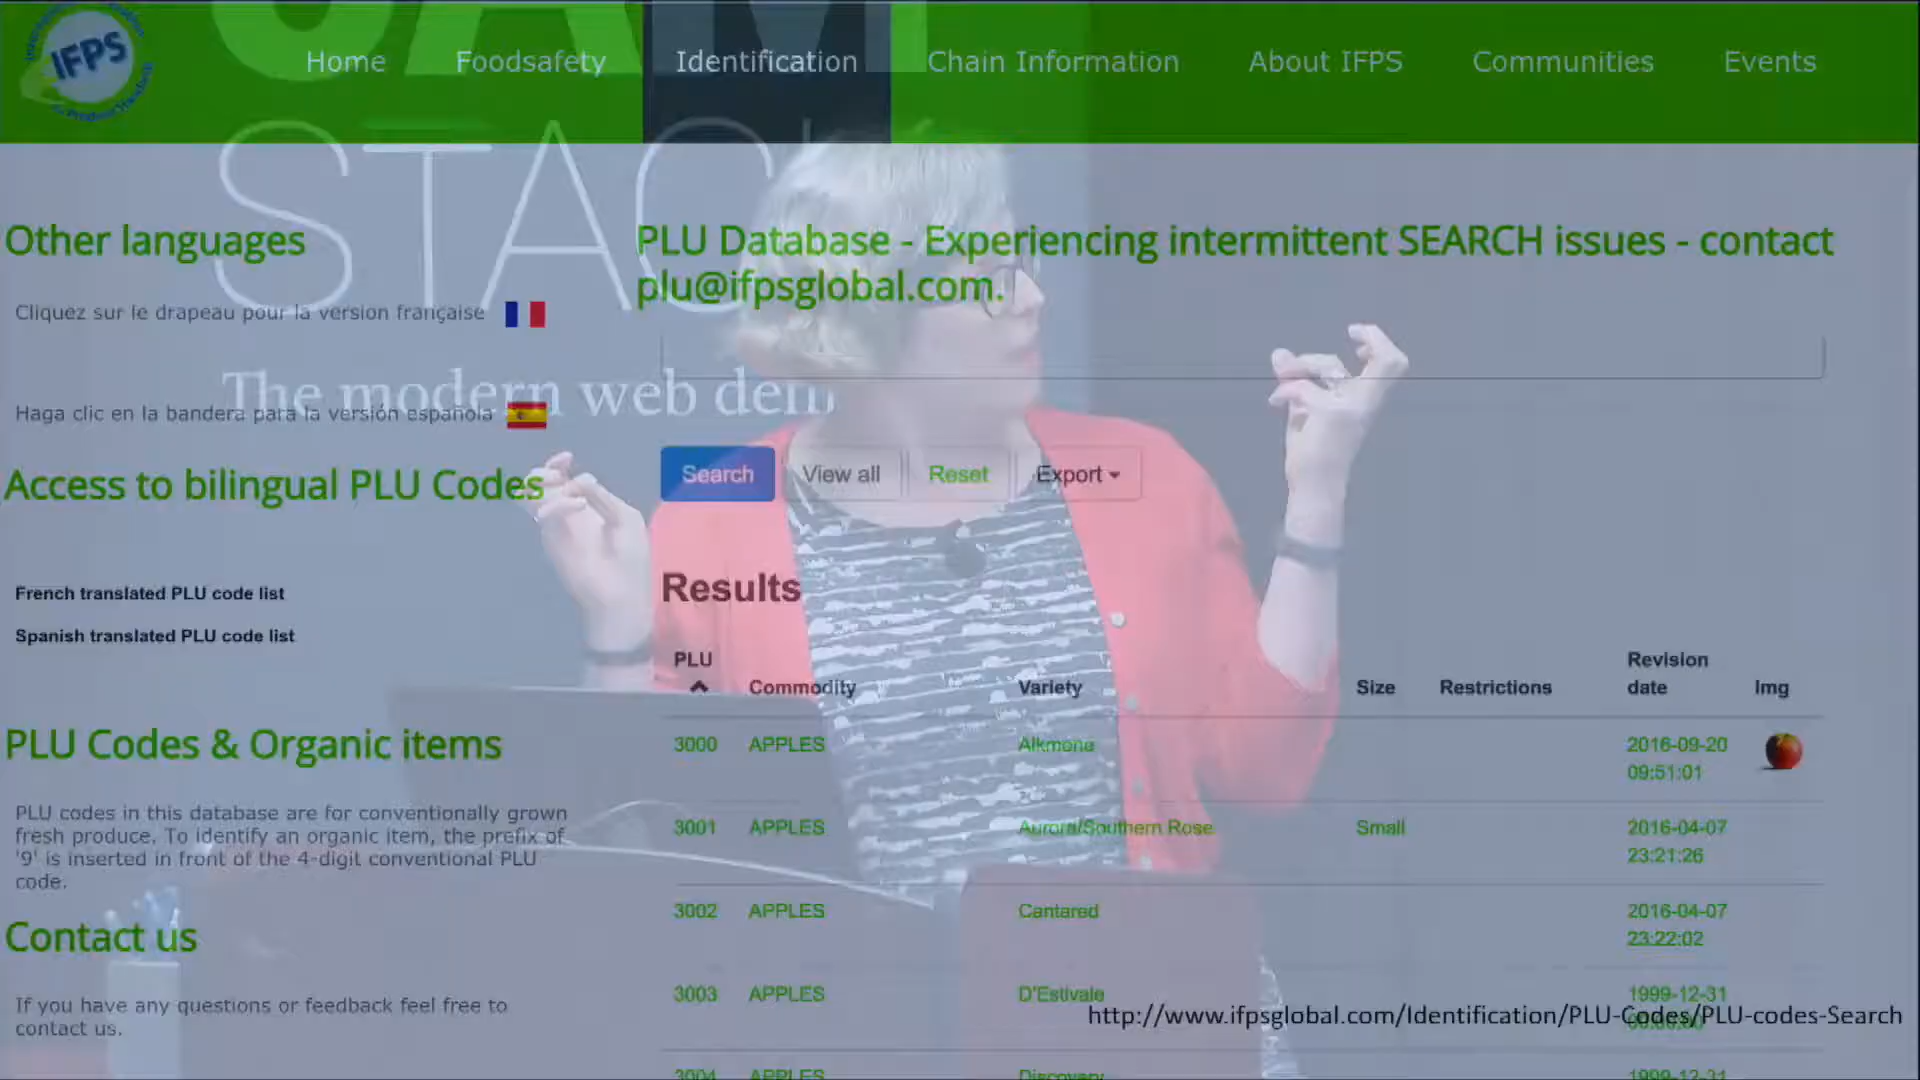 IFPS
Home Foodsafety Identification Chain Information About IFPS Communities Events
STAC
The modern web dem
Other languages
Cliquez sur le drapeau pour la version française
Haga clic en la bandera para la versión española
Access to bilingual PLU Codes
French translated PLU code list
Spanish translated PLU code list
PLU Codes & Organic items
PLU codes in this database are for conventionally grown
fresh produce. To identify an organic item, the prefix of
'9' is inserted in front of the 4-digit conventional PLU
code.
Contact us
If you have any questions or feedback feel free to
contact us.
PLU Database - Experiencing intermittent SEARCH issues - contact
plu@ifpsglobal.com.
Search View all Reset Export
Results
PLU Commodity Variety Size Restrictions Revision date Img
3000 APPLES Alkmene 2016-09-20
09:51:01
3001 APPLES Aurora/Southern Rose Small 2016-04-07
23:21:26
3002 APPLES Cantared 2016-04-07
23:22:02
3003 APPLES D'Estivale 1999-12-31
http://www.ifpsglobal.com/Identification/PLU-Codes/PLU-codes-Search
3004 APPLES Discovery 1999-12-31